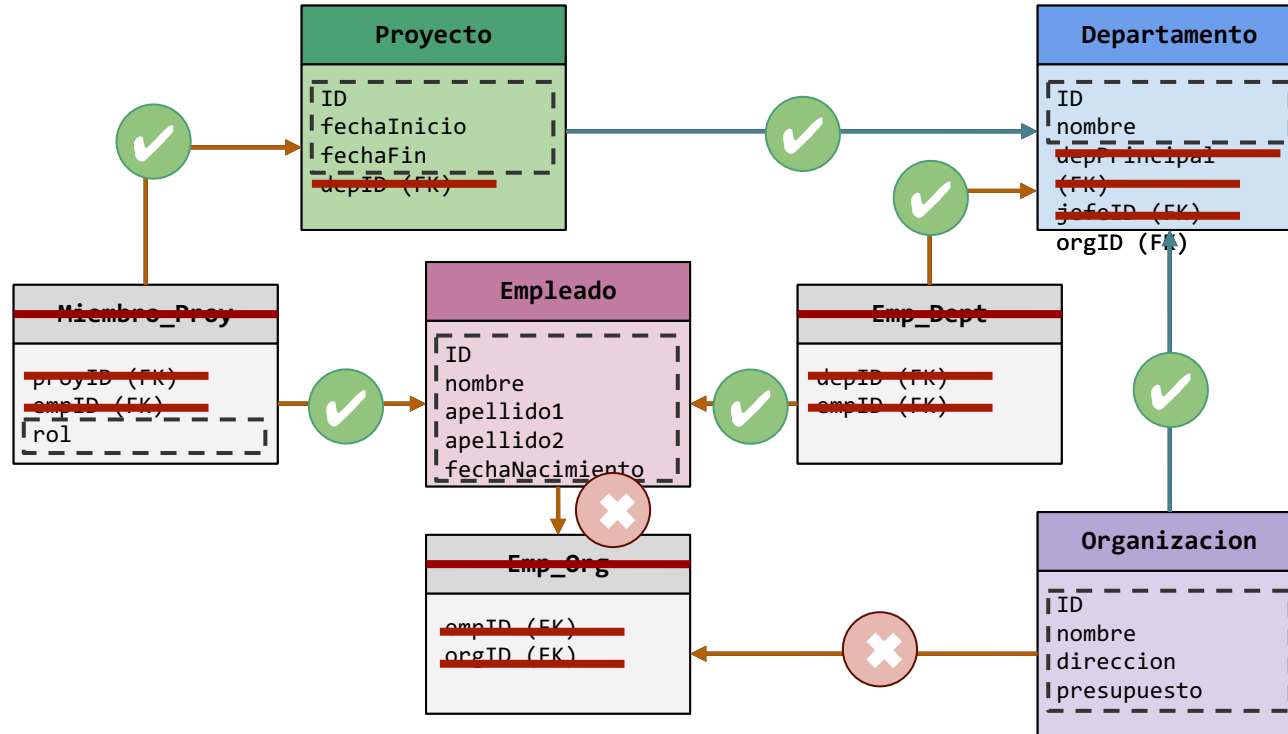 Proyecto
ID
fechaInicio
fechaFin
depID (FK)
Departamento
ID
nombre
depPrincipal
(FK)
jefeID (FK)
orgID (FK)
Miembro_Proy
proyID (FK)
empID (FK)
rol
Empleado
ID
nombre
apellido1
apellido2
fechaNacimiento
Emp_Dept
depID (FK)
empID (FK)
Emp_Org
empID (FK)
orgID (FK)
Organizacion
ID
nombre
direccion
presupuesto